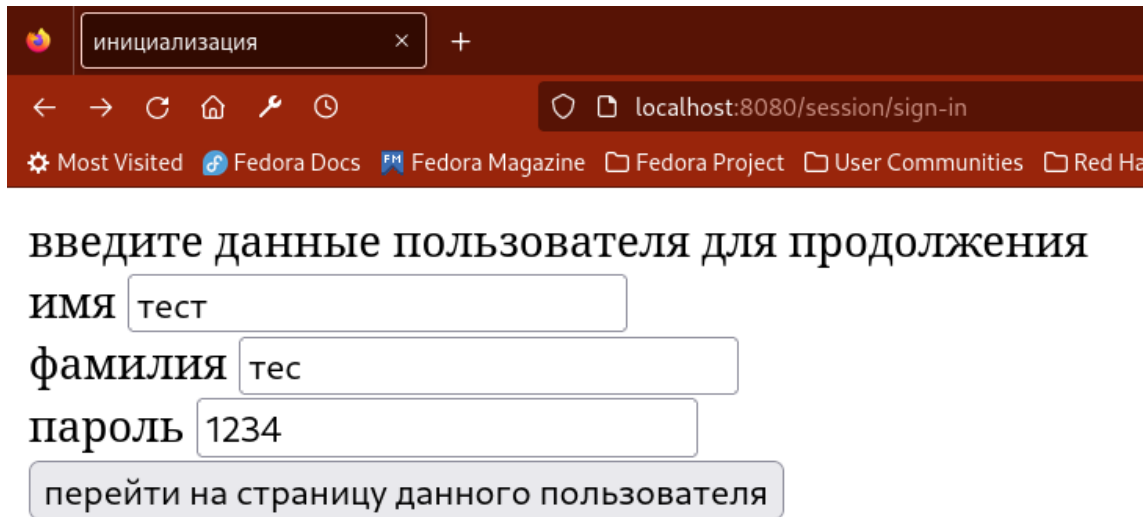 инициализация
localhost:8080/session/sign-in
Most Visited Fedora Docs Fedora Magazine Fedora Project User Communities Red Ha
введите данные пользователя для продолжения
имя тест
фамилия тес
пароль 1234
перейти на страницу данного пользователя